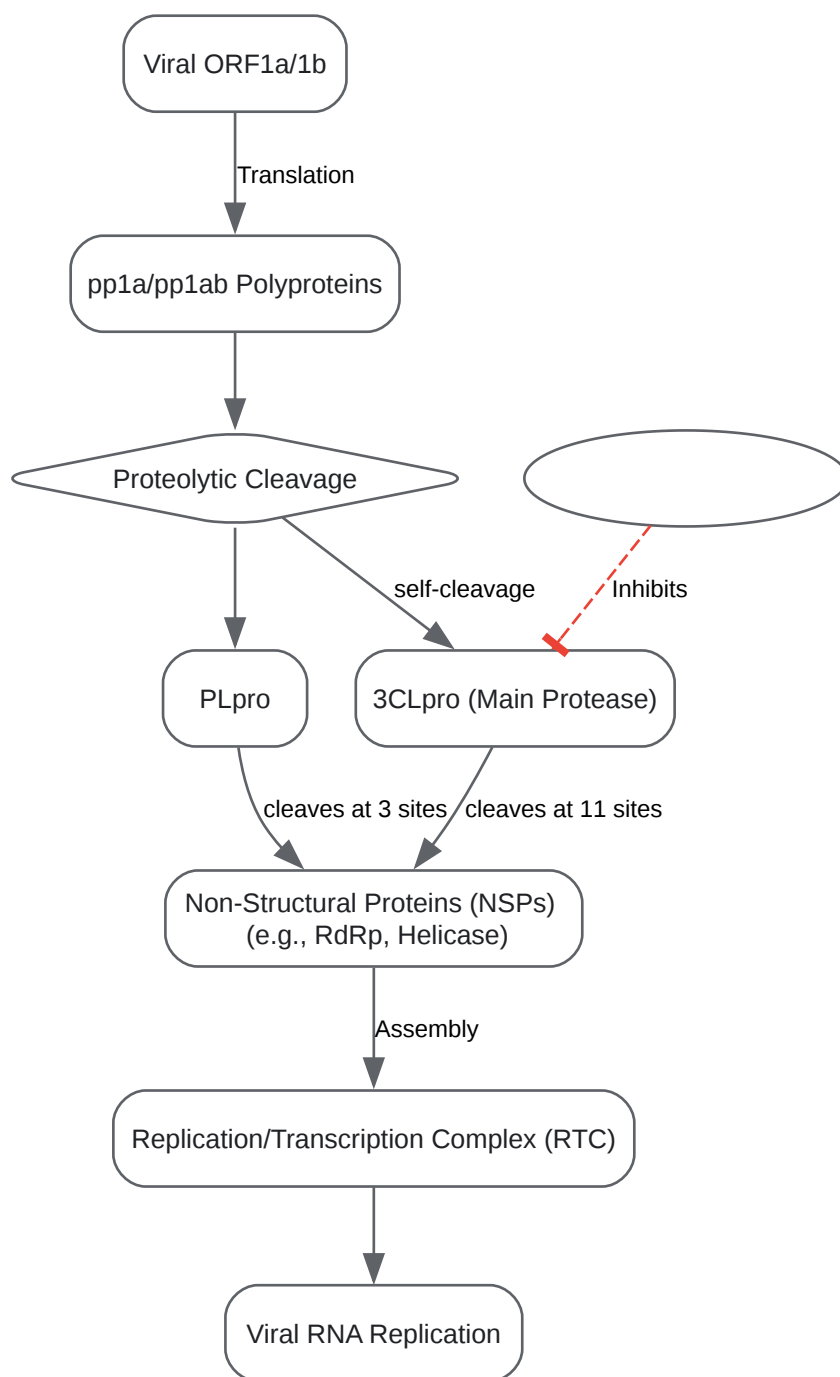 Viral ORF1a/1b
Translation
pp1a/pp1ab Polyproteins
Proteolytic Cleavage
self-cleavage
Inhibits
PLpro
3CLpro (Main Protease)
cleaves at 3 sites
cleaves at 11 sites
Non-Structural Proteins (NSPs)
(e.g., RdRp, Helicase)
Assembly
Replication/Transcription Complex (RTC)
Viral RNA Replication